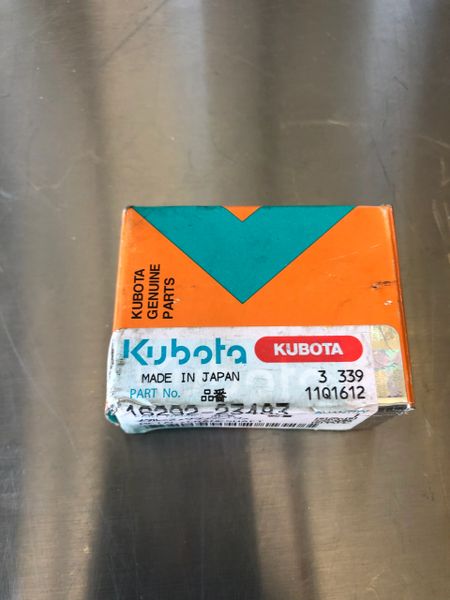 KUBOTA
GENUINE
PARTS
Kubota KUBOTA
MADE IN JAPAN 3 339
PART No. 品番 11Q1612